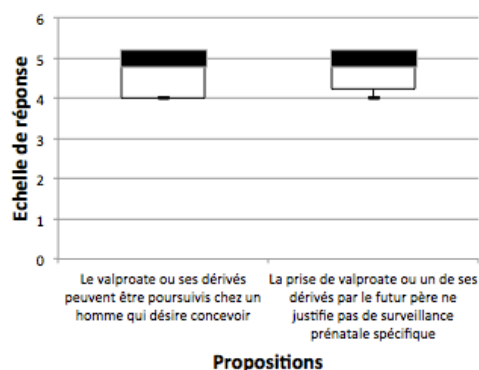 6
5
4
3
2
1
0
Echelle de réponse
Le valproate ou ses dérivés
peuvent être poursuivis chez un
homme qui désire concevoir
La prise de valproate ou un de ses
dérivés par le futur père ne
justifie pas de surveillance
prénatale spécifique
Propositions